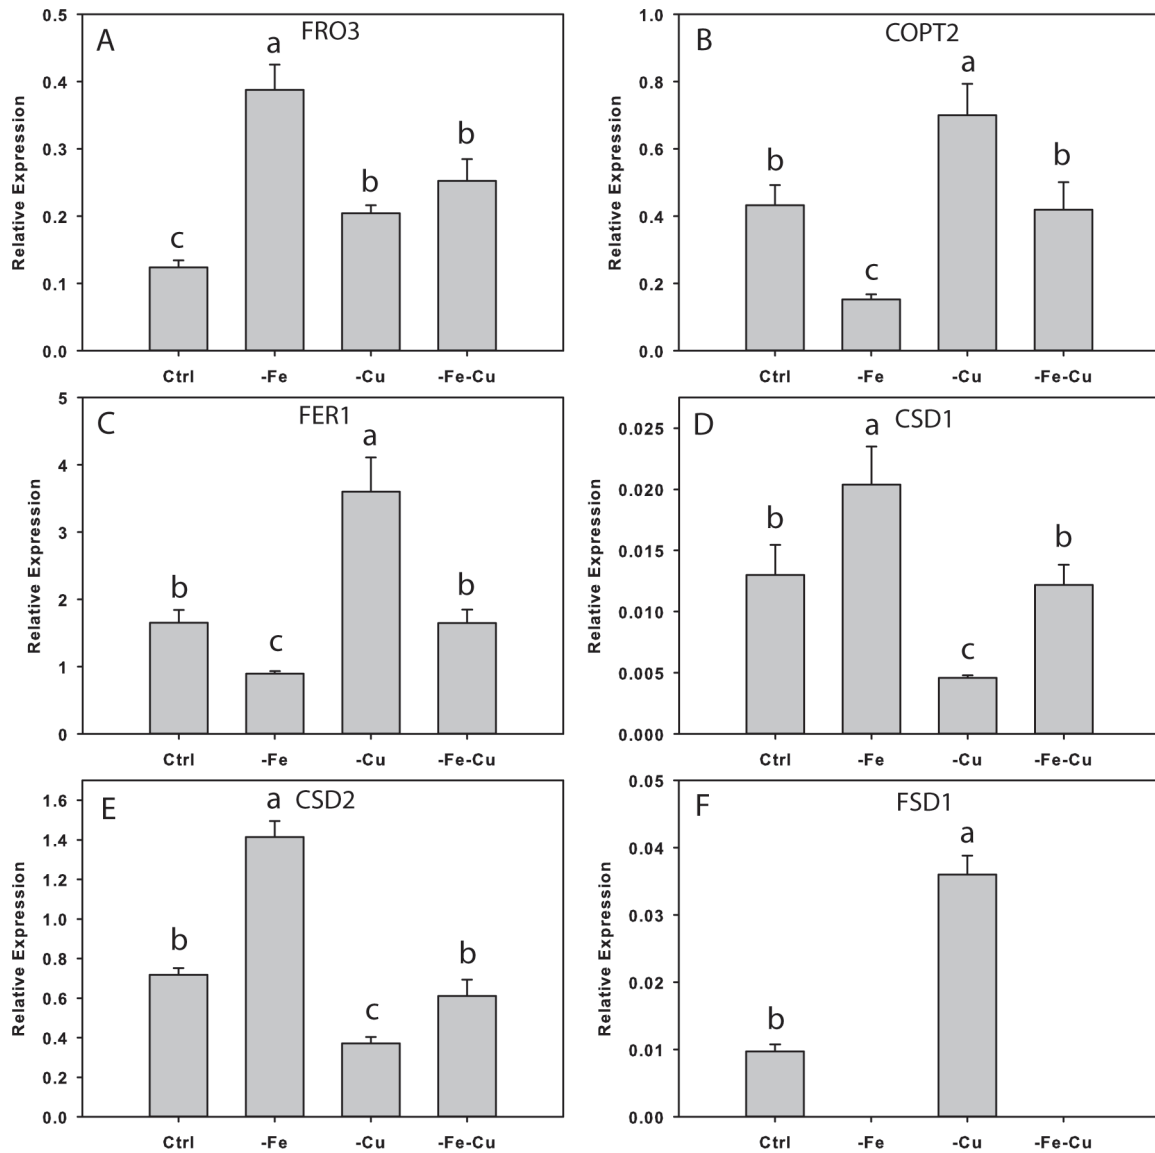 A FRO3
Relative Expression
0.5
0.4
0.3
0.2
0.1
0.0
a
b
b
c
Ctrl -Fe -Cu -Fe-Cu
B COPT2
Relative Expression
1.0
0.8
0.6
0.4
0.2
0.0
b
c
a
b
Ctrl -Fe -Cu -Fe-Cu
C FER1
Relative Expression
5
4
3
2
1
0
b
c
a
b
Ctrl -Fe -Cu -Fe-Cu
D CSD1
Relative Expression
0.025
0.020
0.015
0.010
0.005
0.000
b
a
c
b
Ctrl -Fe -Cu -Fe-Cu
E CSD2
Relative Expression
1.6
1.4
1.2
1.0
0.8
0.6
0.4
0.2
0.0
b
a
c
b
Ctrl -Fe -Cu -Fe-Cu
F FSD1
Relative Expression
0.05
0.04
0.03
0.02
0.01
0.00
b
a
Ctrl -Fe -Cu -Fe-Cu